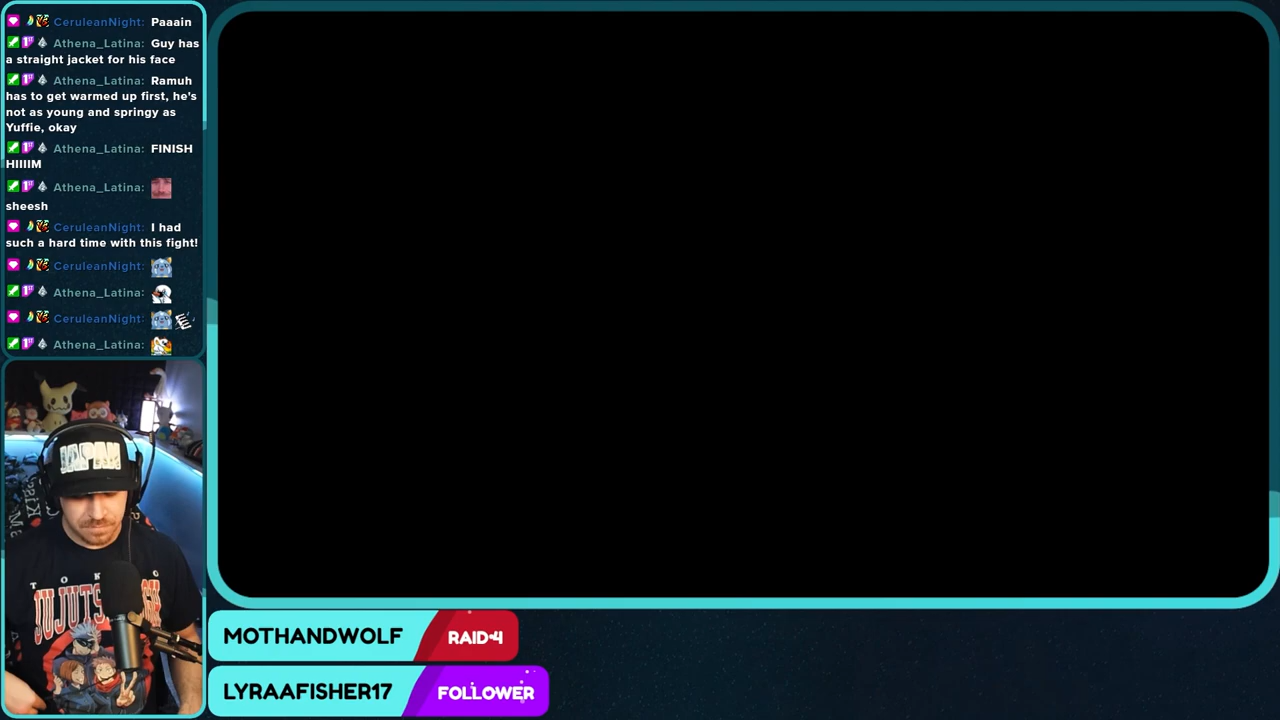 CeruleanNight: Paaain
Athena_Latina: Guy has
a straight jacket for his face
Athena_Latina: Ramuh
has to get warmed up first, he's
not as young and springy as
Yuffie, okay
Athena_Latina: FINISH
HIIIIM
Athena_Latina:
sheesh
CeruleanNight: I had
such a hard time with this fight!
CeruleanNight:
Athena_Latina:
CeruleanNight:
Athena_Latina:
JAPAN
MOTHANDWOLF RAID•4
LYRAAFISHER17 FOLLOWER